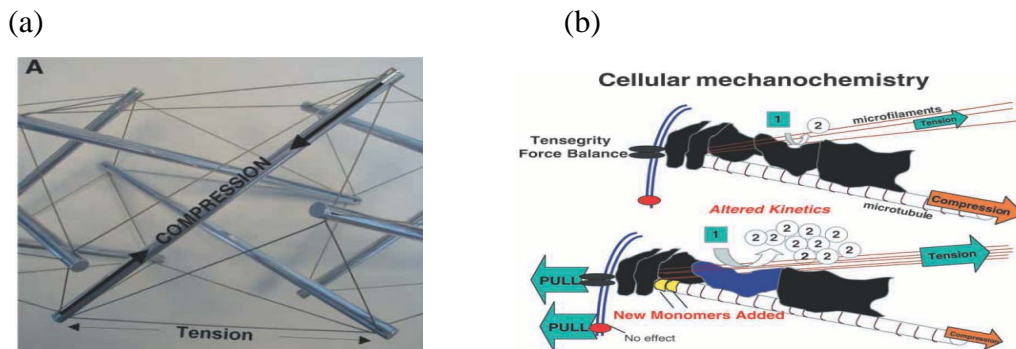 (a)
(b)
A
COMPRESSION
Tension
Cellular mechanochemistry
microfilaments
1
2
Tension
Tensegrity
Force Balance
Compression
microtubule
Altered Kinetics
1
2
2
2
2
2
2
2
2
2
2
Tension
PULL
New Monomers Added
PULL
No effect
Compression